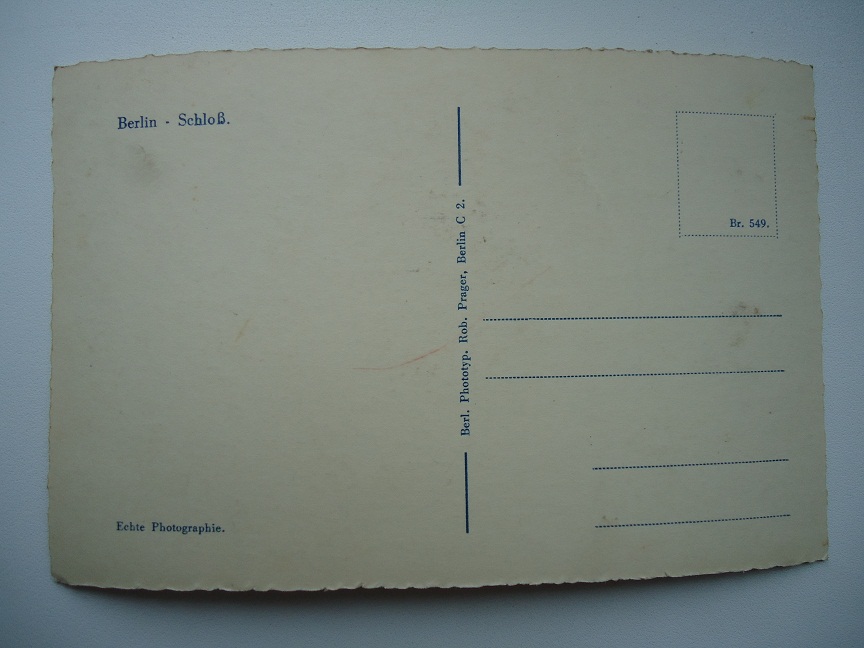 Berlin - Schloß.
Br. 549.
Berl. Phototyp. Rob. Prager, Berlin C 2.
Echte Photographie.